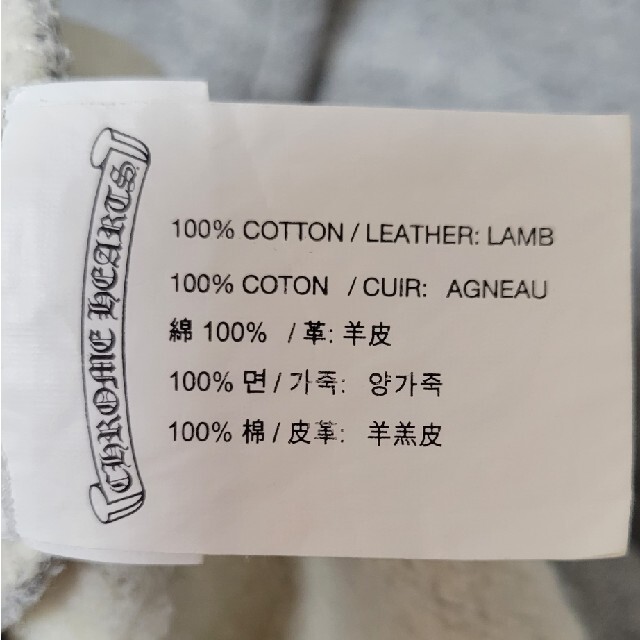 CHROME HEARTS
100% COTTON / LEATHER: LAMB
100% COTON / CUIR: AGNEAU
綿 100% / 革: 羊皮
100% 면 / 가죽: 양가죽
100% 棉 / 皮革: 羊羔皮